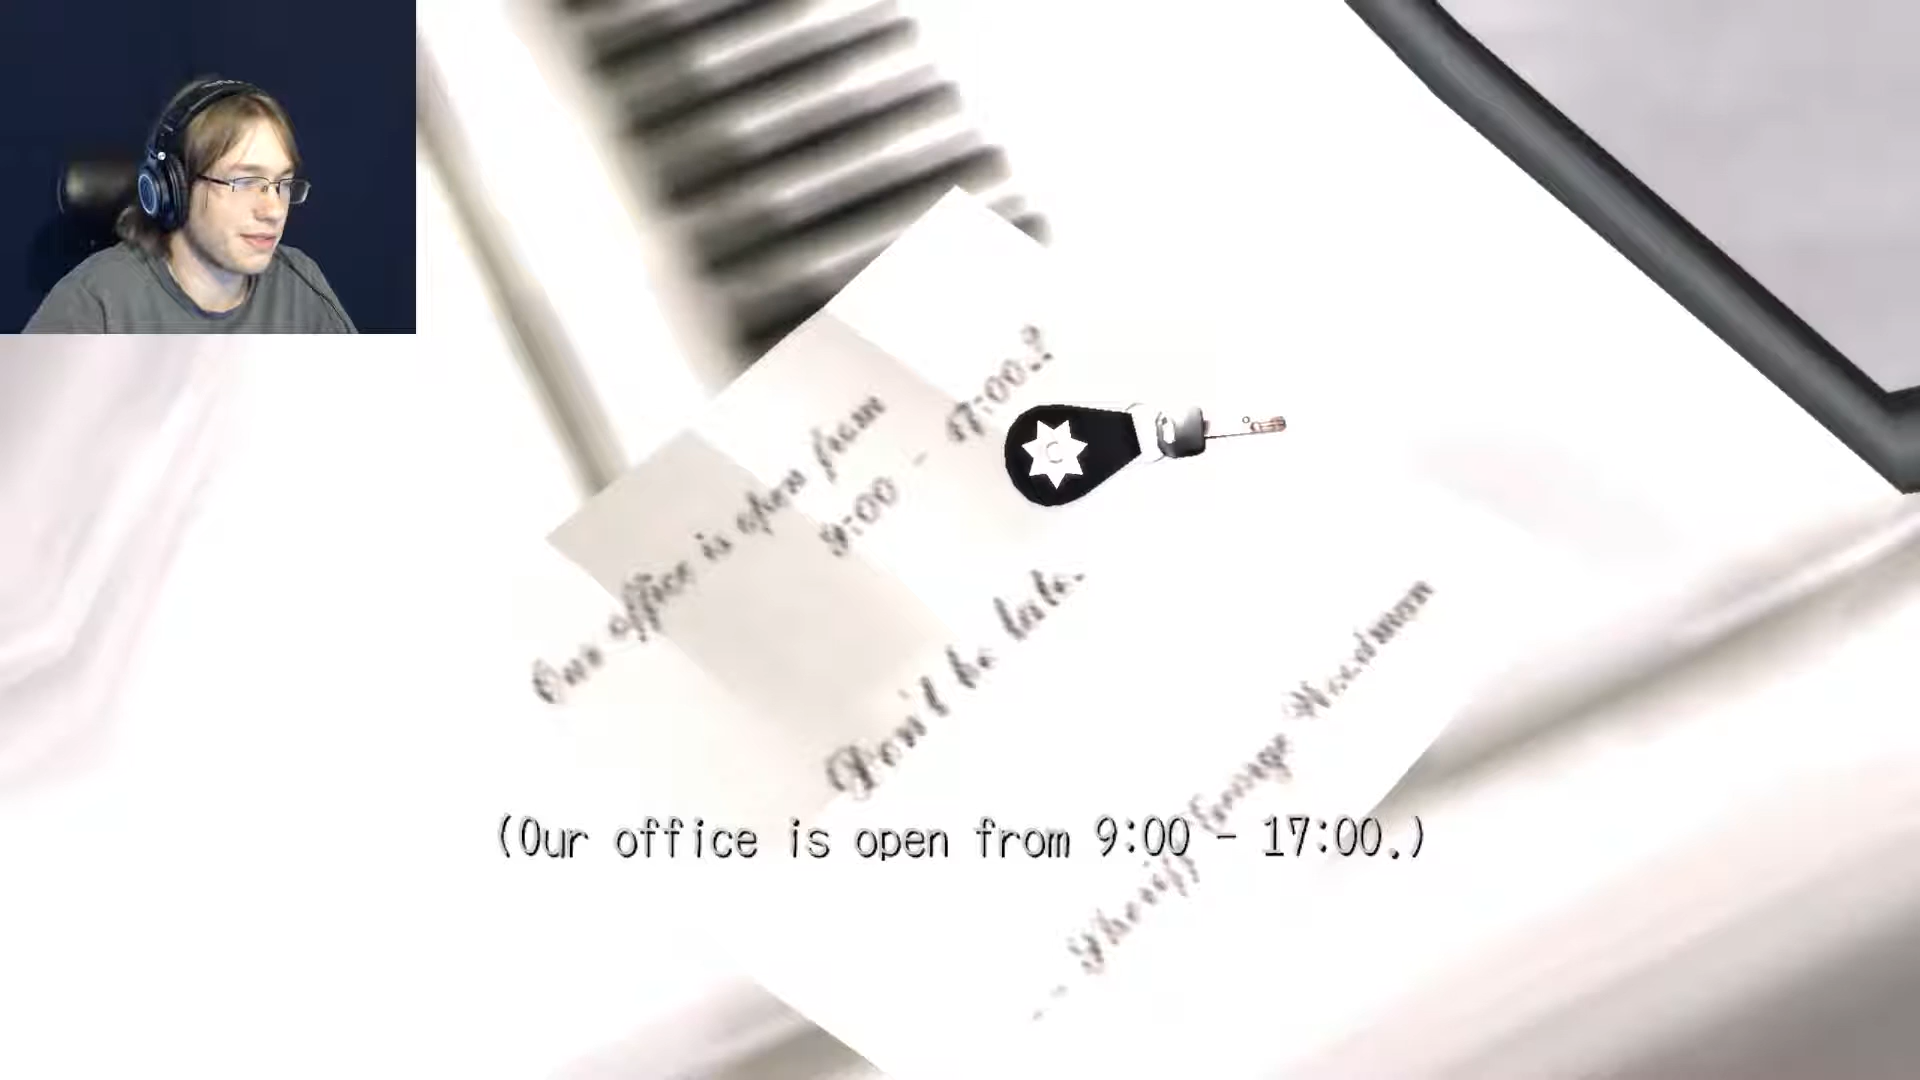 Our office is open from
9:00 - 17:00.
Don't be late.
- Sheriff George Woodman
C
(Our office is open from 9:00 - 17:00.)